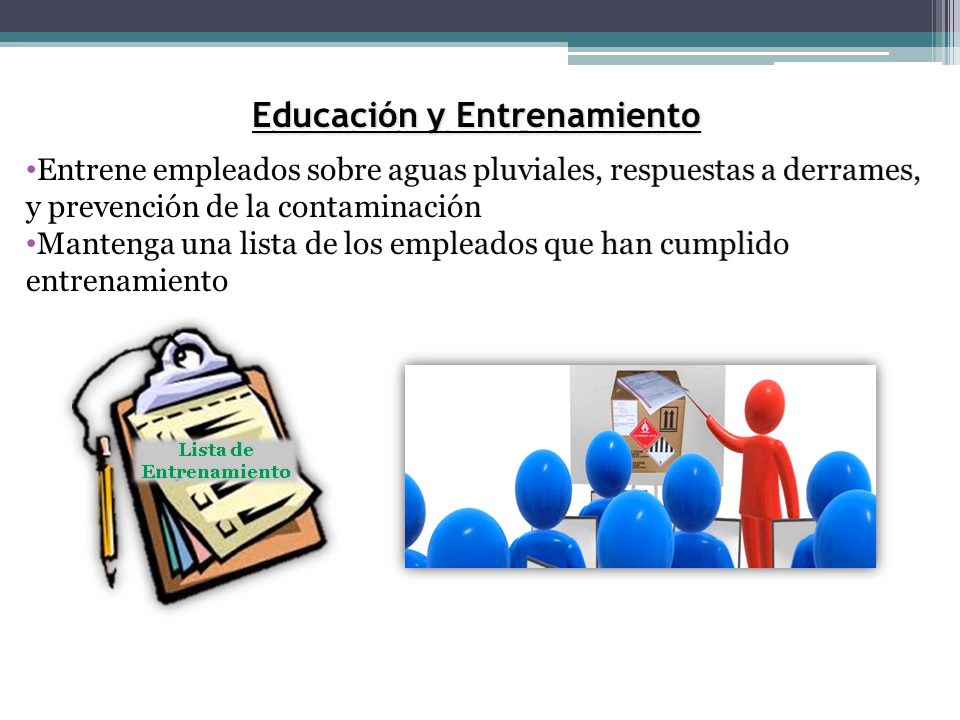 Educación y Entrenamiento
•Entrene empleados sobre aguas pluviales, respuestas a derrames,
y prevención de la contaminación
•Mantenga una lista de los empleados que han cumplido
entrenamiento
Lista de
Entrenamiento